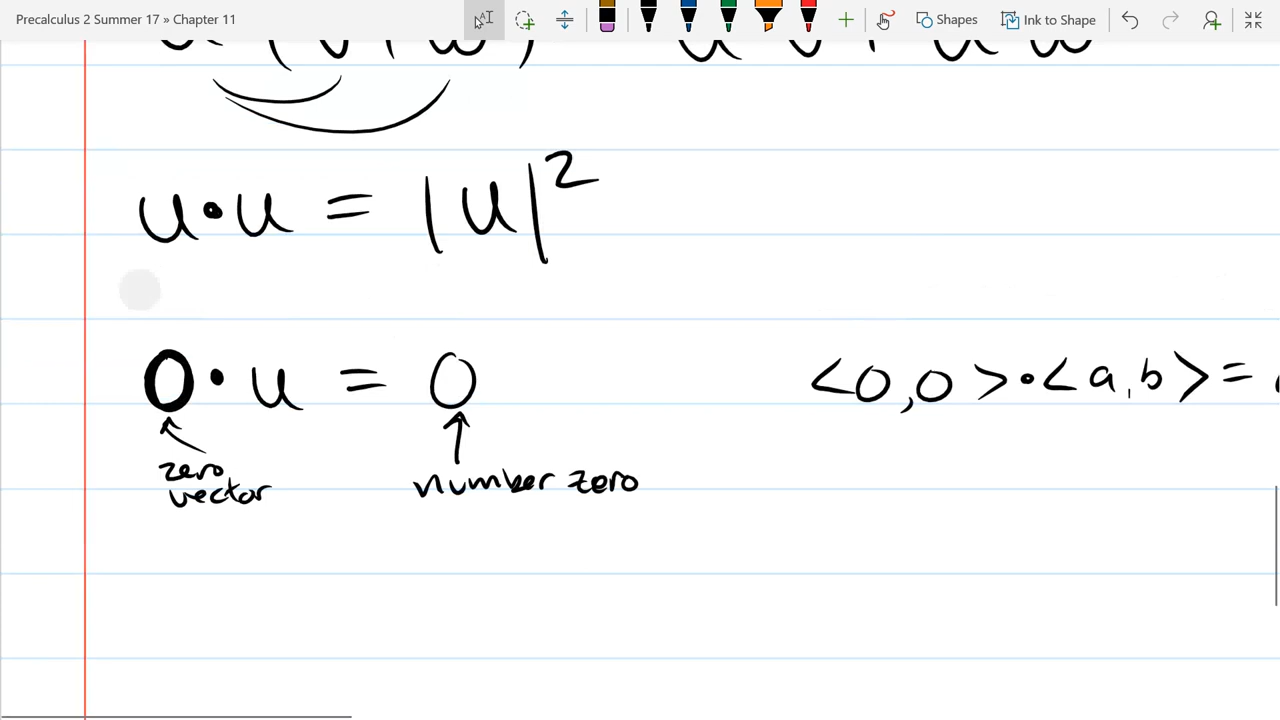 Precalculus 2 Summer 17 » Chapter 11
Shapes
Ink to Shape
u · u = |u|²
0 · u = 0
<0,0> · <a,b> =
zero
vector
number zero